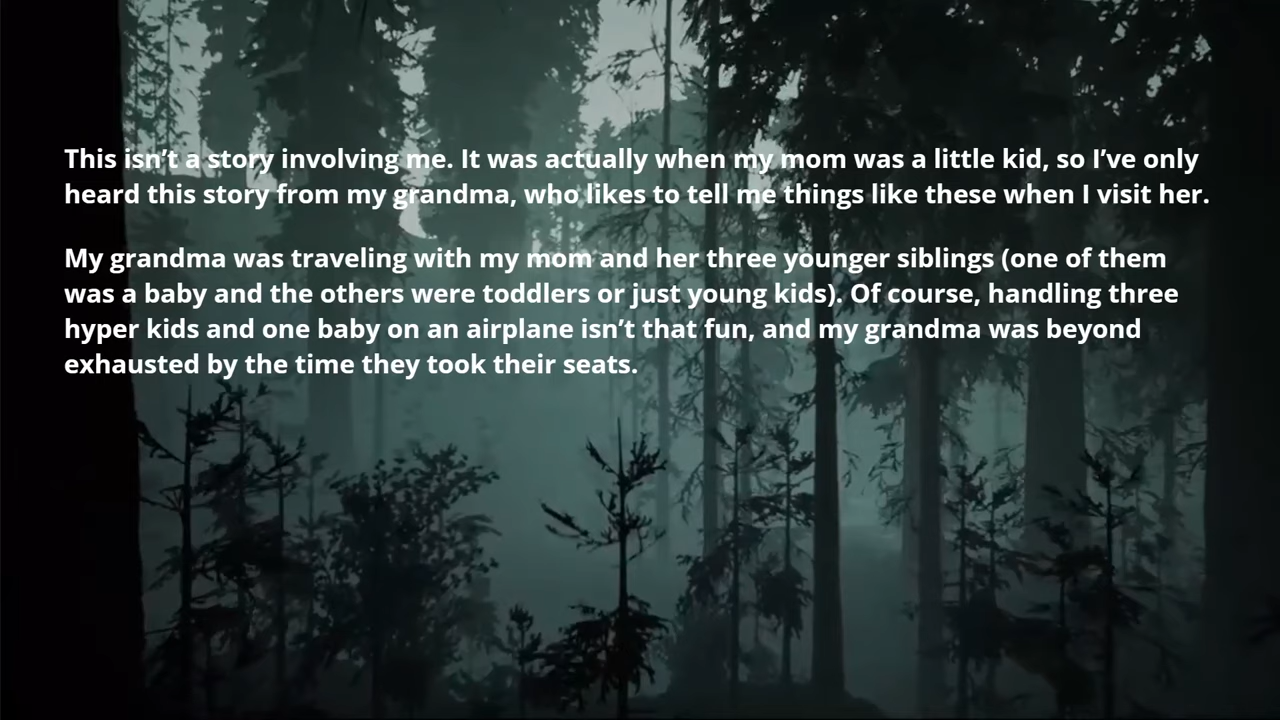 This isn’t a story involving me. It was actually when my mom was a little kid, so I’ve only
heard this story from my grandma, who likes to tell me things like these when I visit her.
My grandma was traveling with my mom and her three younger siblings (one of them
was a baby and the others were toddlers or just young kids). Of course, handling three
hyper kids and one baby on an airplane isn’t that fun, and my grandma was beyond
exhausted by the time they took their seats.